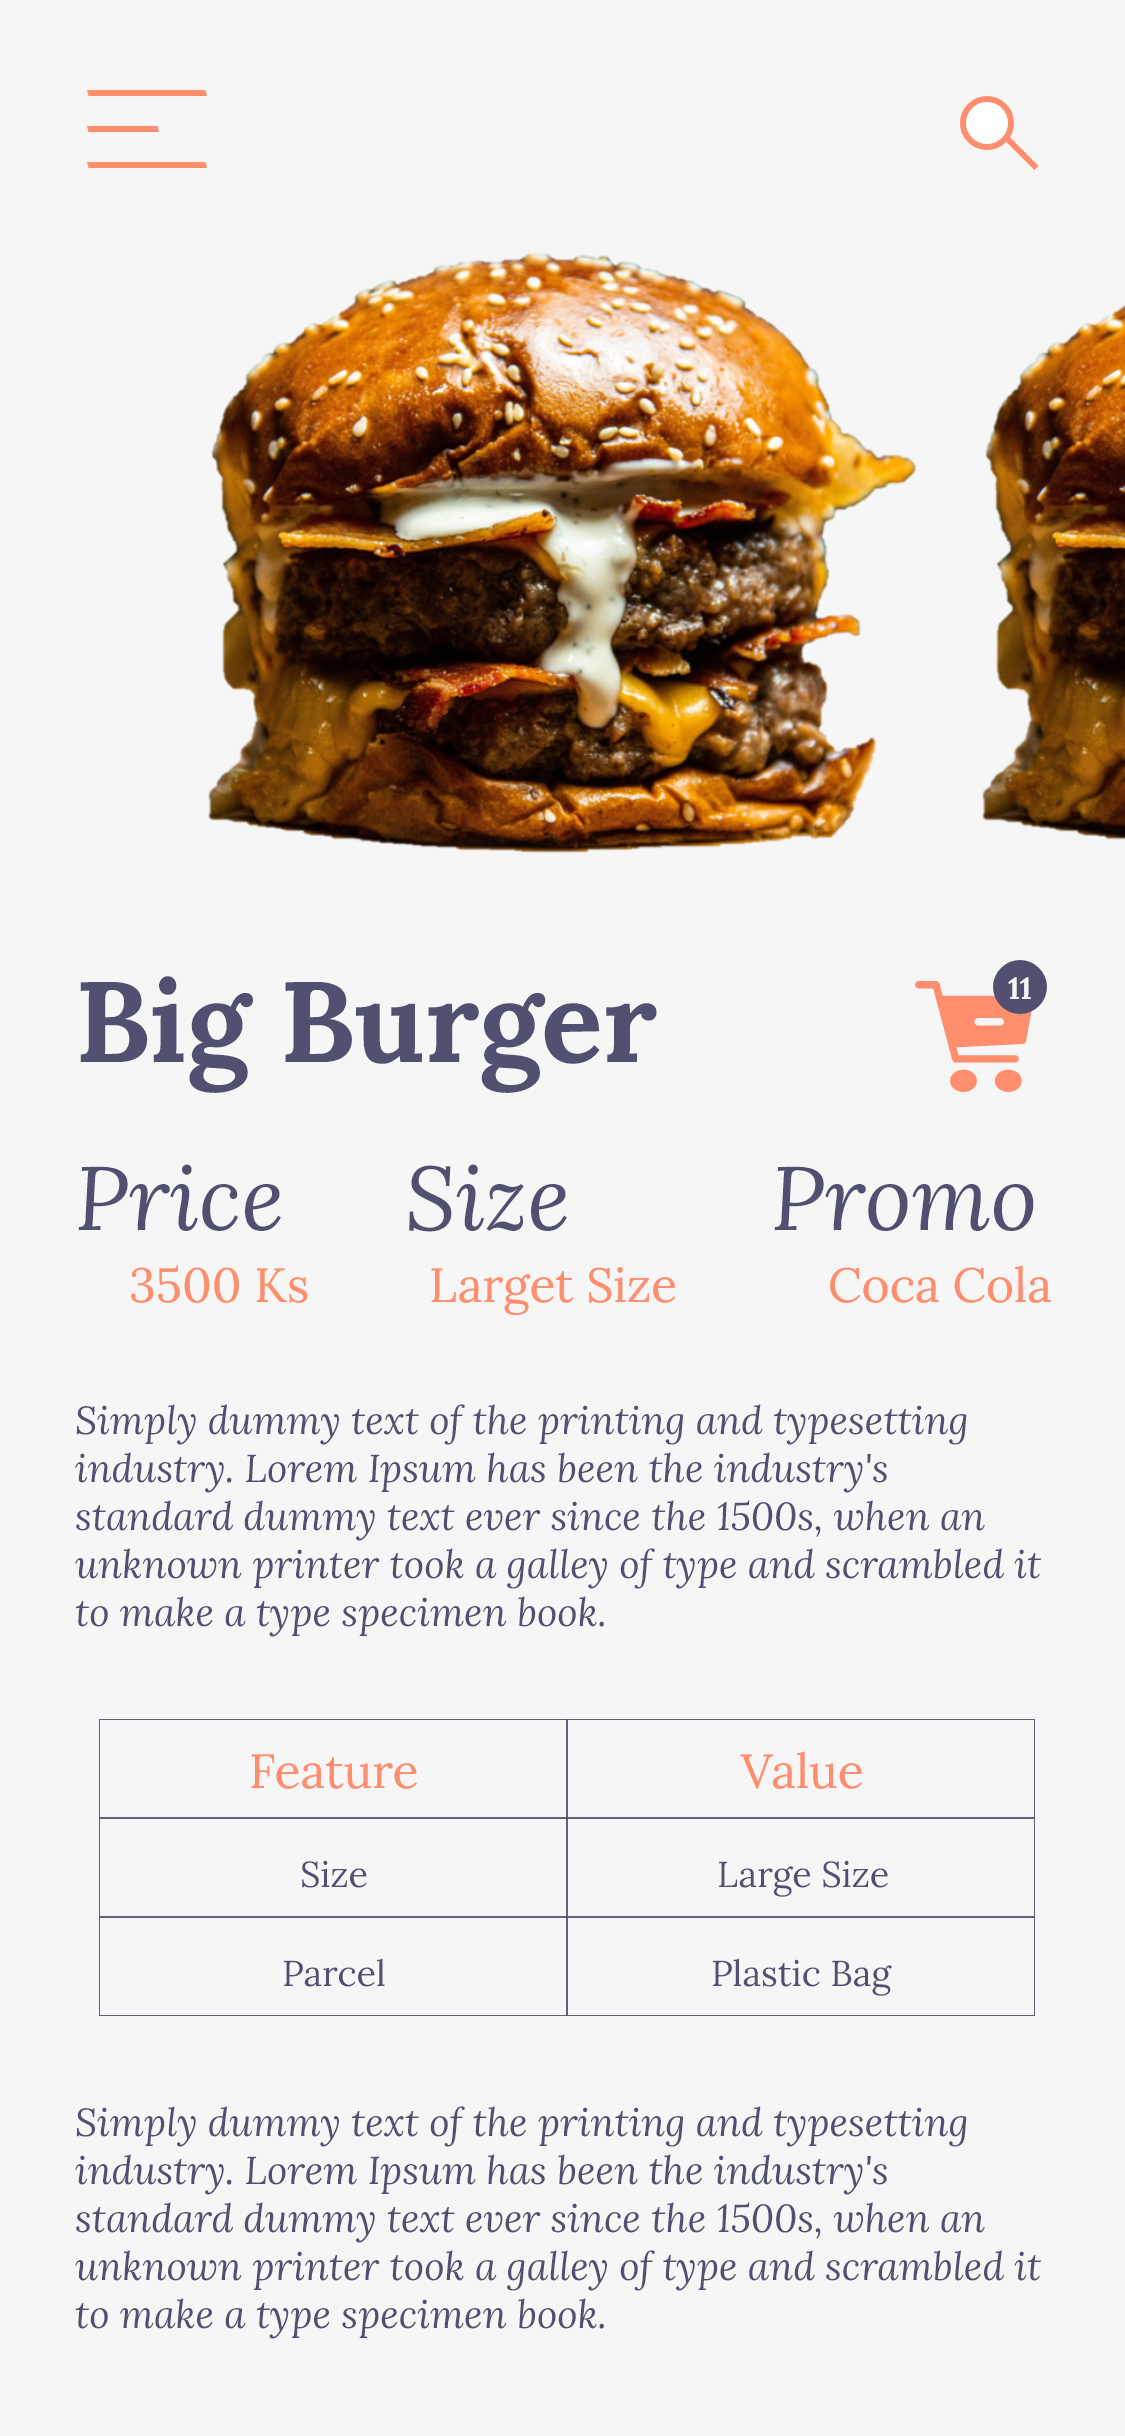 Big Burger
11
Price Size Promo
3500 Ks Larget Size Coca Cola
Simply dummy text of the printing and typesetting
industry. Lorem Ipsum has been the industry's
standard dummy text ever since the 1500s, when an
unknown printer took a galley of type and scrambled it
to make a type specimen book.
Feature Value
Size Large Size
Parcel Plastic Bag
Simply dummy text of the printing and typesetting
industry. Lorem Ipsum has been the industry's
standard dummy text ever since the 1500s, when an
unknown printer took a galley of type and scrambled it
to make a type specimen book.